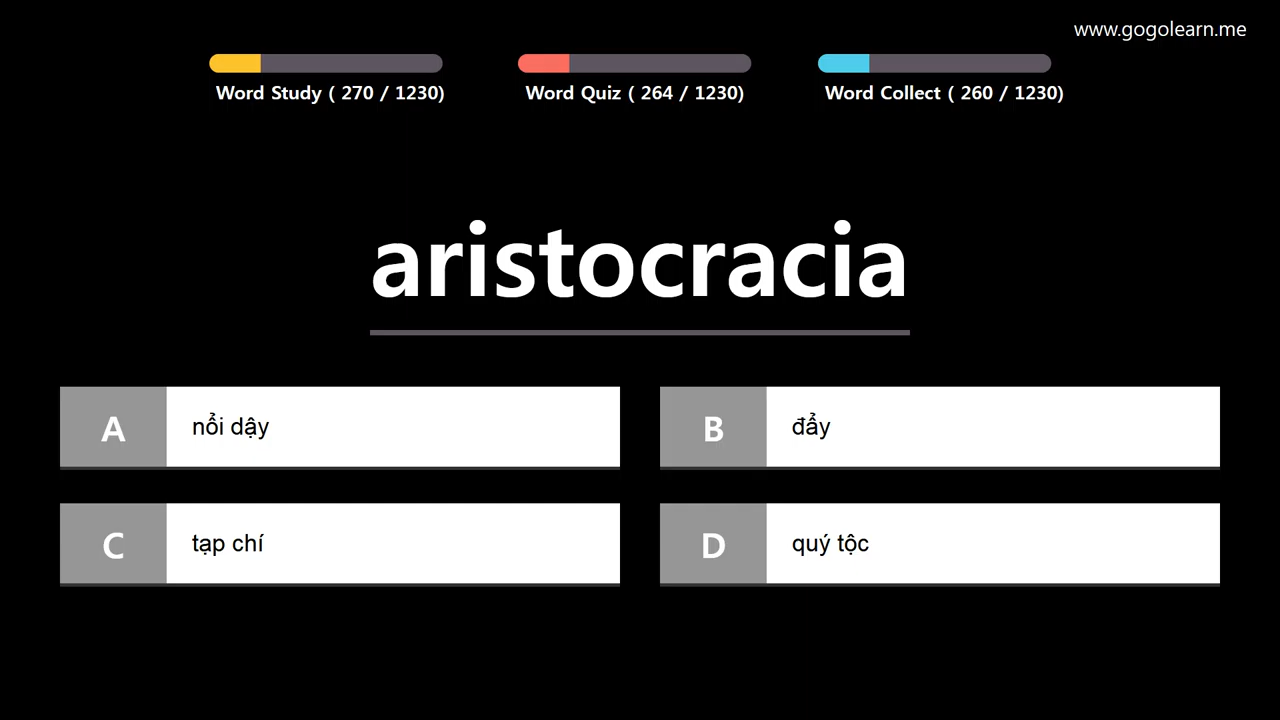 www.gogolearn.me
Word Study ( 270 / 1230)
Word Quiz ( 264 / 1230)
Word Collect ( 260 / 1230)
aristocracia
A
nổi dậy
B
đẩy
C
tạp chí
D
quý tộc